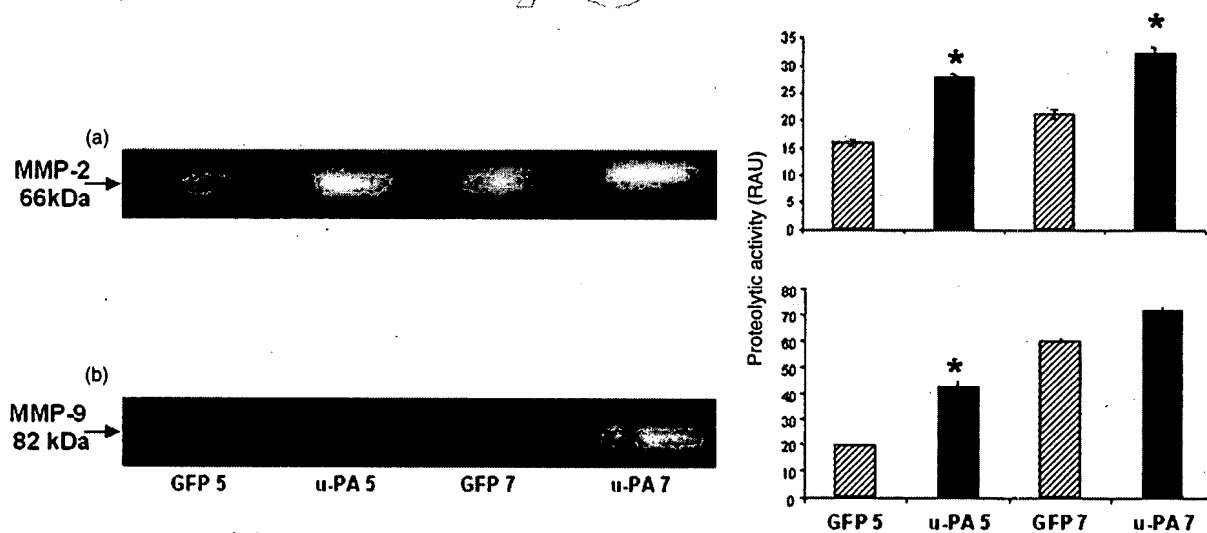 (a)
MMP-2
66kDa
(b)
MMP-9
82 kDa
GFP 5 u-PA 5 GFP 7 u-PA 7
Proteolytic activity (RAU)
35
30
25
20
15
10
5
0
*
*
80
70
60
50
40
30
20
10
0
*
GFP 5 u-PA 5 GFP 7 u-PA 7